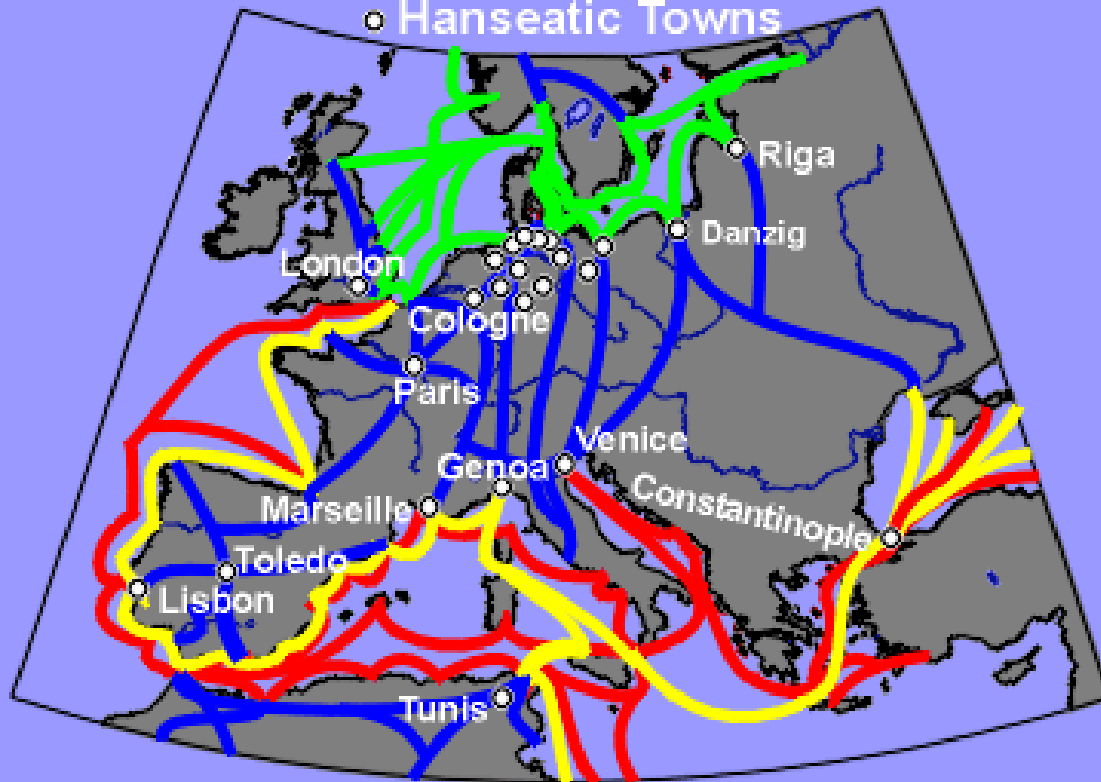 Hanseatic Towns
Riga
Danzig
London
Cologne
Paris
Venice
Genoa
Constantinople
Marseille
Toledo
Lisbon
Tunis